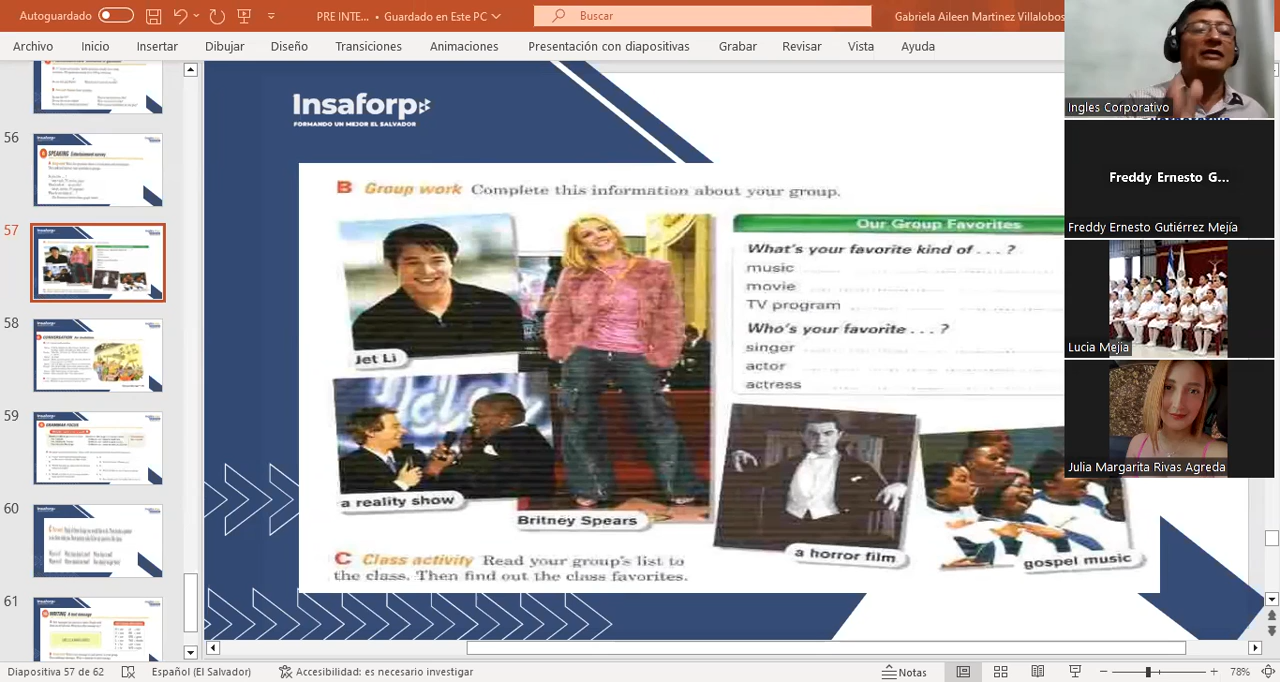 Autoguardado
PRE INTE... • Guardado en Este PC
Buscar
Gabriela Aileen Martinez Villalobos
Archivo Inicio Insertar Dibujar Diseño Transiciones Animaciones Presentación con diapositivas Grabar Revisar Vista Ayuda
Ingles Corporativo
Freddy Ernesto G...
Freddy Ernesto Gutiérrez Mejía
Lucia Mejia
Julia Margarita Rivas Agreda
56
57
58
59
60
61
Insaforp
FORMANDO UN MEJOR EL SALVADOR
B Group work Complete this information about your group.
Jet Li
a reality show
Britney Spears
Our Group Favorites
What's your favorite kind of . . . ?
music
movie
TV program
Who's your favorite . . . ?
singer
actor
actress
a horror film
gospel music
C Class activity Read your group's list to
the class. Then find out the class favorites.
Diapositiva 57 de 62 Español (El Salvador) Accesibilidad: es necesario investigar Notas 78%